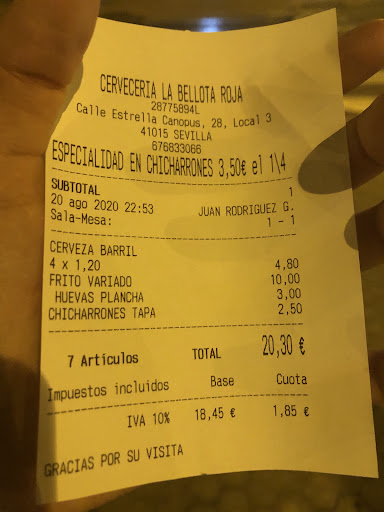 CERVECERIA LA BELLOTA ROJA
28775894L
Calle Estrella Canopus, 28, Local 3
41015 SEVILLA
676833066
ESPECIALIDAD EN CHICHARRONES 3,50€ el 1\4
SUBTOTAL 1
20 ago 2020 22:53 JUAN RODRIGUEZ G.
Sala-Mesa: 1 - 1
CERVEZA BARRIL
4 x 1,20 4,80
FRITO VARIADO 10,00
HUEVAS PLANCHA 3,00
CHICHARRONES TAPA 2,50
7 Artículos TOTAL 20,30 €
Impuestos incluidos Base Cuota
IVA 10% 18,45 € 1,85 €
GRACIAS POR SU VISITA